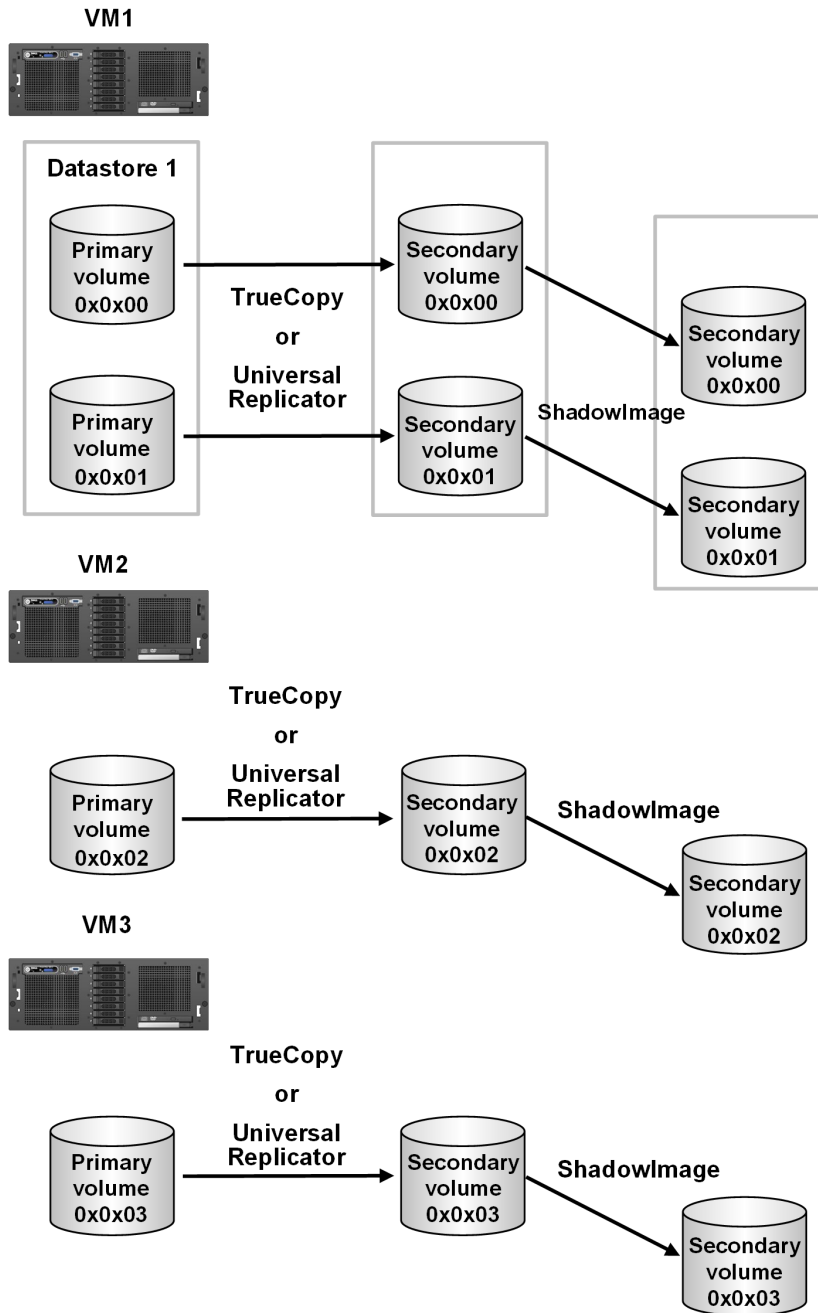 VM1
Datastore 1
Primary
volume
0x0x00
Secondary
volume
0x0x00
TrueCopy
or
Universal
Replicator
Secondary
volume
0x0x00
Primary
volume
0x0x01
Secondary
volume
0x0x01
ShadowImage
Secondary
volume
0x0x01
VM2
TrueCopy
or
Universal
Replicator
Primary
volume
0x0x02
Secondary
volume
0x0x02
ShadowImage
Secondary
volume
0x0x02
VM3
TrueCopy
or
Universal
Replicator
Primary
volume
0x0x03
Secondary
volume
0x0x03
ShadowImage
Secondary
volume
0x0x03